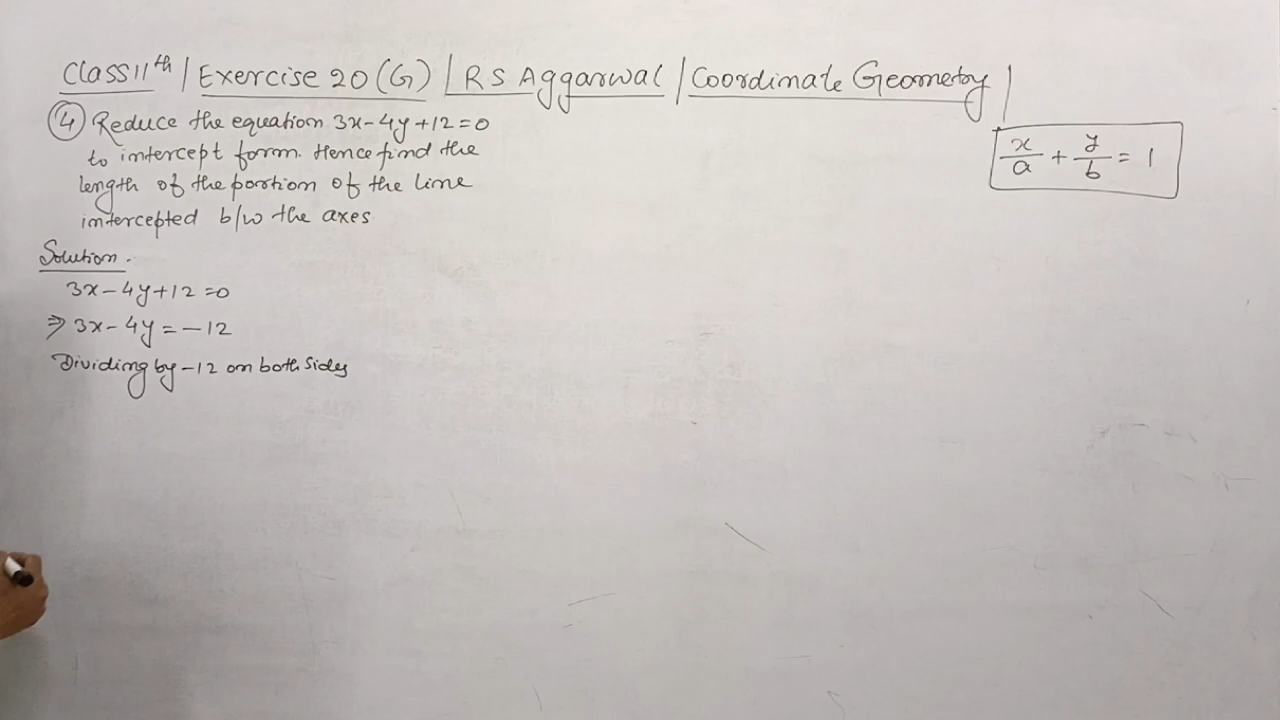 Class 11th | Exercise 20 (G) | R S Aggarwal | Coordinate Geometry |
④ Reduce the equation 3x-4y+12=0
to intercept form. Hence find the
length of the portion of the line
intercepted b/w the axes
x/a + y/b = 1
Solution.
3x-4y+12=0
⇒ 3x-4y=-12
Dividing by -12 on both sides